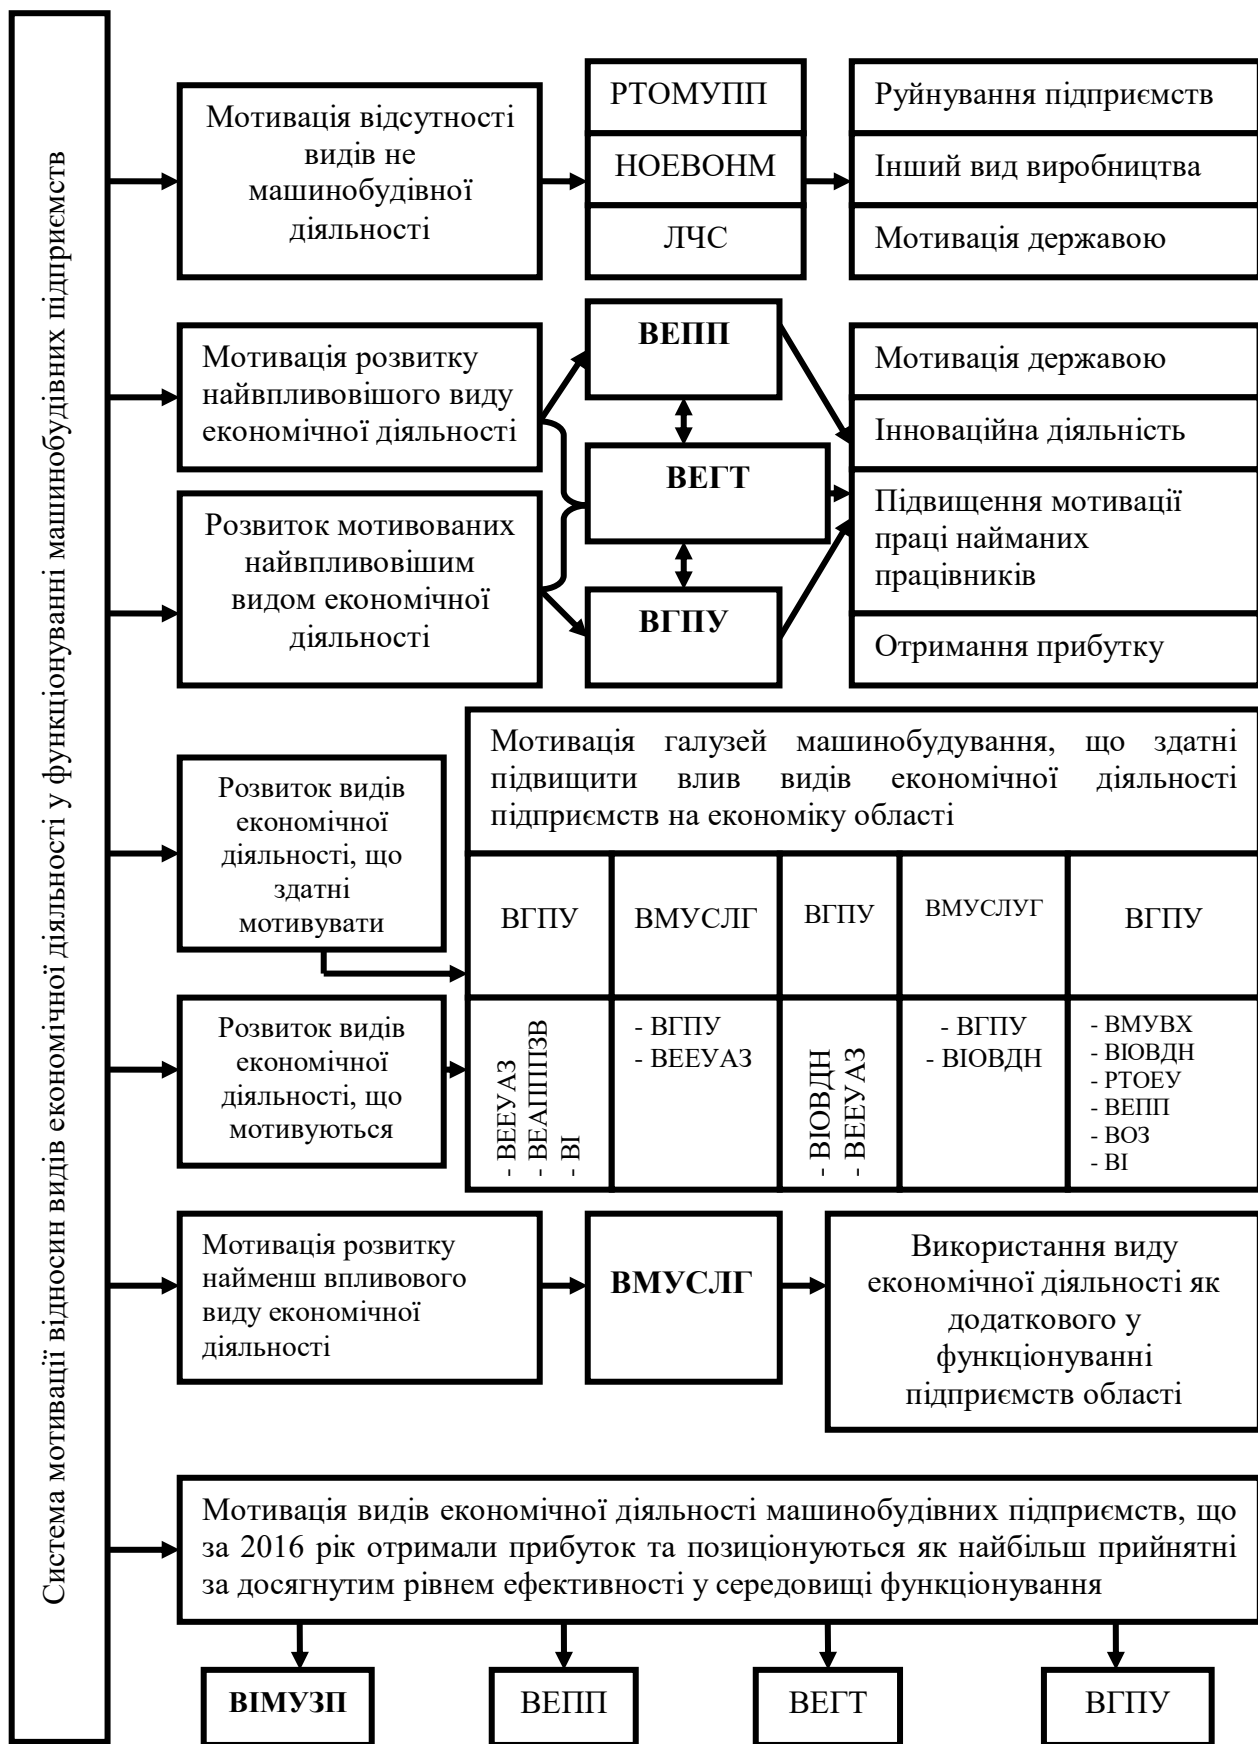 Система мотивації відносин видів економічної діяльності у функціонуванні машинобудівних підприємств
Мотивація відсутності
видів не
машинобудівної
діяльності
РТОМУПП
НОЕВОНМ
ЛЧС
Руйнування підприємств
Інший вид виробництва
Мотивація державою
Мотивація розвитку
найвпливовішого виду
економічної діяльності
Розвиток мотивованих
найвпливовішим
видом економічної
діяльності
ВЕПП
ВЕГТ
ВГПУ
Мотивація державою
Інноваційна діяльність
Підвищення мотивації
праці найманих
працівників
Отримання прибутку
Розвиток видів
економічної
діяльності, що
здатні
мотивувати
Мотивація галузей машинобудування, що здатні
підвищити влив видів економічної діяльності
підприємств на економіку області
ВГПУ
ВМУСЛГ
ВГПУ
ВМУСЛУГ
ВГПУ
Розвиток видів
економічної
діяльності, що
мотивуються
- ВЕЕУАЗ
- ВЕАПППЗВ
- ВІ
- ВГПУ
- ВЕЕУАЗ
- ВІОВДН
- ВЕЕУАЗ
- ВГПУ
- ВІОВДН
- ВМУВХ
- ВІОВДН
- РТОЕУ
- ВЕПП
- ВОЗ
- ВІ
Мотивація розвитку
найменш впливового
виду економічної
діяльності
ВМУСЛГ
Використання виду
економічної діяльності як
додаткового у
функціонуванні
підприємств області
Мотивація видів економічної діяльності машинобудівних підприємств, що
за 2016 рік отримали прибуток та позиціонуються як найбільш прийнятні
за досягнутим рівнем ефективності у середовищі функціонування
ВІМУЗП
ВЕПП
ВЕГТ
ВГПУ